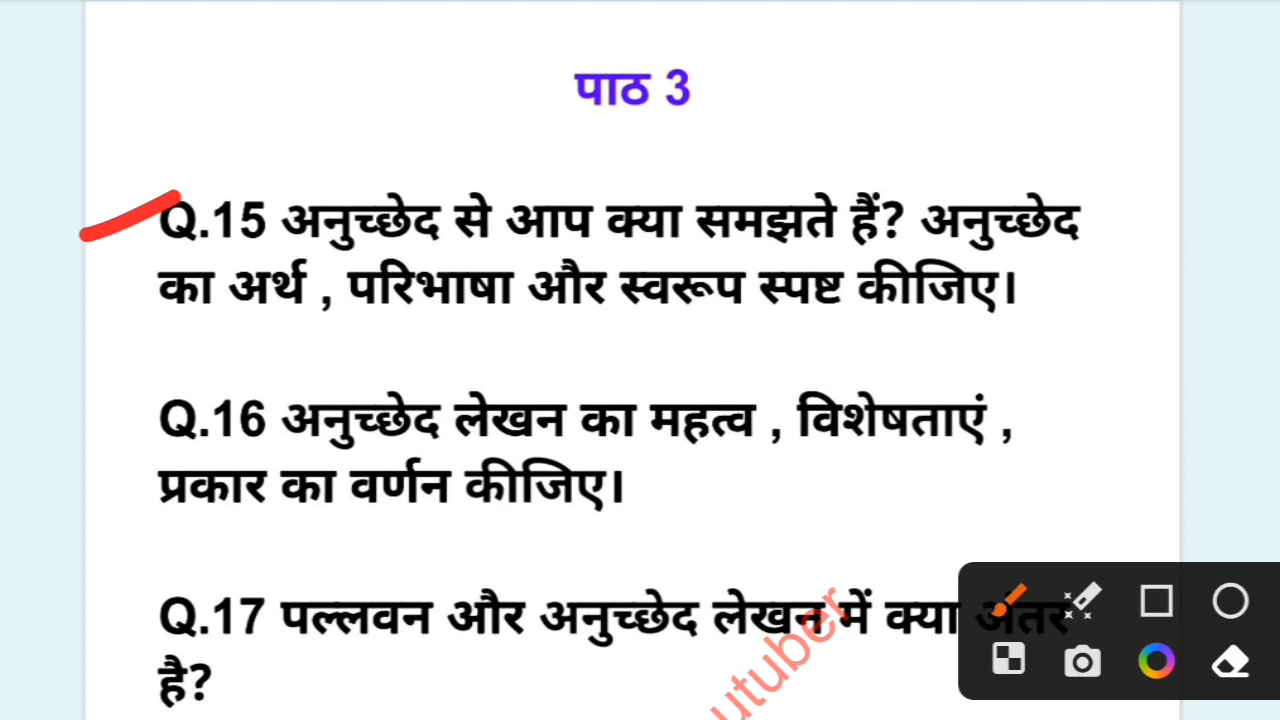 पाठ 3
Q.15 अनुच्छेद से आप क्या समझते हैं? अनुच्छेद
का अर्थ , परिभाषा और स्वरूप स्पष्ट कीजिए।
Q.16 अनुच्छेद लेखन का महत्व , विशेषताएं ,
प्रकार का वर्णन कीजिए।
Q.17 पल्लवन और अनुच्छेद लेखन में क्या अंतर
है?
utuber